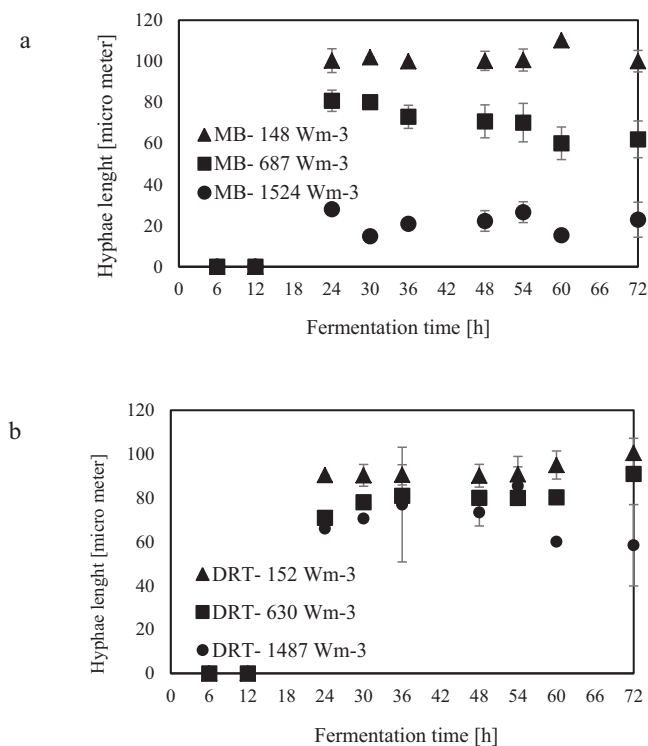 a
120
100
80
60
40
20
0
MB- 148 Wm-3
MB- 687 Wm-3
MB- 1524 Wm-3
Hyphae lenght [micro meter]
0 6 12 18 24 30 36 42 48 54 60 66 72
Fermentation time [h]
b
120
100
80
60
40
20
0
DRT- 152 Wm-3
DRT- 630 Wm-3
DRT- 1487 Wm-3
Hyphae lenght [micro meter]
0 6 12 18 24 30 36 42 48 54 60 66 72
Fermentation time [h]